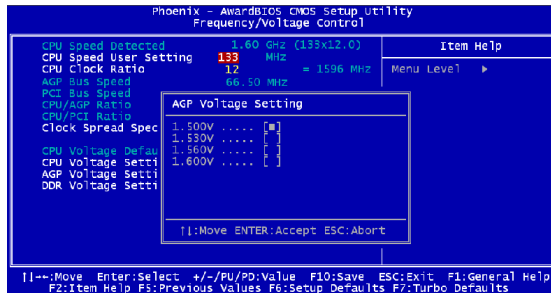 Phoenix - AwardBIOS CMOS Setup Utility
Frequency/Voltage Control
CPU Speed Detected 1.60 GHz (133x12.0)
Item Help
CPU Speed User Setting 133 MHz
CPU Clock Ratio 12 = 1596 MHz
Menu Level ▶
AGP Bus Speed 66.50 MHz
PCI Bus Speed
CPU/AGP Ratio
CPU/PCI Ratio
Clock Spread Spec
CPU Voltage Defau
CPU Voltage Setti
AGP Voltage Setti
DDR Voltage Setti
AGP Voltage Setting
1.500V ..... [■]
1.530V ..... [ ]
1.560V ..... [ ]
1.600V ..... [ ]
↑↓:Move ENTER:Accept ESC:Abort
↑↓→←:Move Enter:Select +/-/PU/PD:Value F10:Save ESC:Exit F1:General Help
F2:Item Help F5:Previous Values F6:Setup Defaults F7:Turbo Defaults